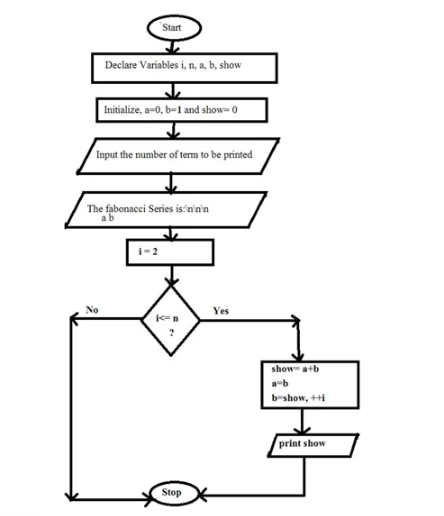 Start
Declare Variables i, n, a, b, show
Initialize, a=0, b=1 and show= 0
Input the number of term to be printed
The fabonacci Series is:\n\n\n
a b
i = 2
No
i<= n
?
Yes
show= a+b
a=b
b=show, ++i
print show
Stop